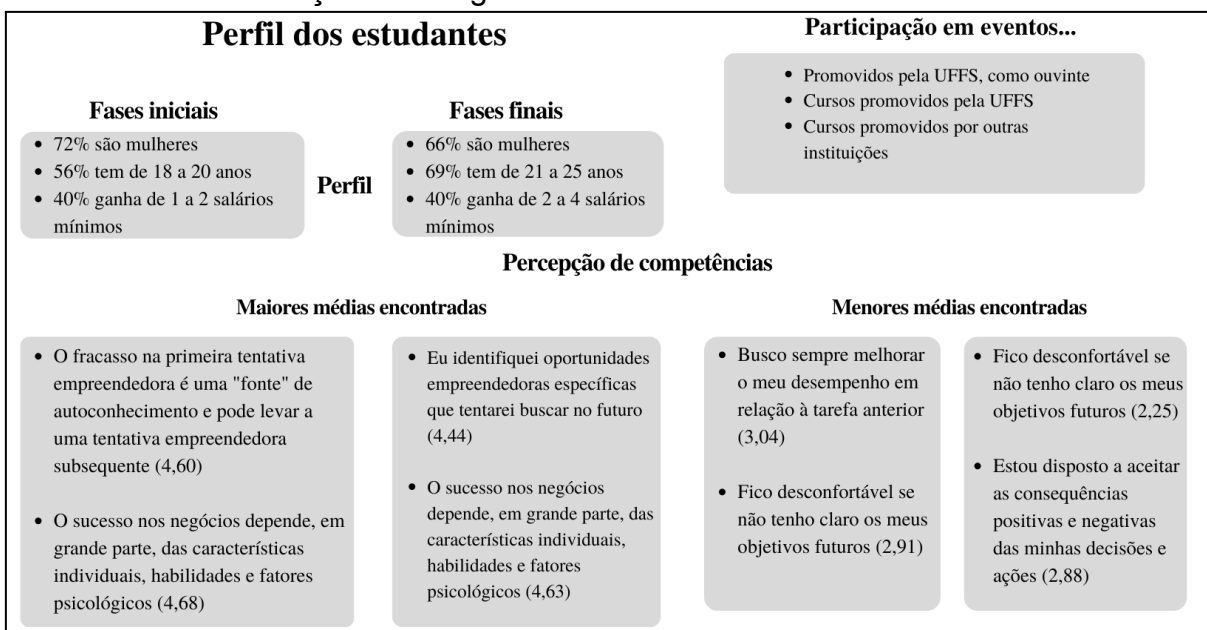 Perfil dos estudantes
Fases iniciais
• 72% são mulheres
• 56% tem de 18 a 20 anos
• 40% ganha de 1 a 2 salários
mínimos
Perfil
Fases finais
• 66% são mulheres
• 69% tem de 21 a 25 anos
• 40% ganha de 2 a 4 salários
mínimos
Participação em eventos...
• Promovidos pela UFFS, como ouvinte
• Cursos promovidos pela UFFS
• Cursos promovidos por outras
instituições
Percepção de competências
Maiores médias encontradas
• O fracasso na primeira tentativa
empreendedora é uma "fonte" de
autoconhecimento e pode levar a
uma tentativa empreendedora
subsequente (4,60)
• O sucesso nos negócios depende, em
grande parte, das características
individuais, habilidades e fatores
psicológicos (4,68)
• Eu identifiquei oportunidades
empreendedoras específicas
que tentarei buscar no futuro
(4,44)
• O sucesso nos negócios
depende, em grande parte, das
características individuais,
habilidades e fatores
psicológicos (4,63)
Menores médias encontradas
• Busco sempre melhorar
o meu desempenho em
relação à tarefa anterior
(3,04)
• Fico desconfortável se
não tenho claro os meus
objetivos futuros (2,91)
• Fico desconfortável se
não tenho claro os meus
objetivos futuros (2,25)
• Estou disposto a aceitar
as consequências
positivas e negativas
das minhas decisões e
ações (2,88)